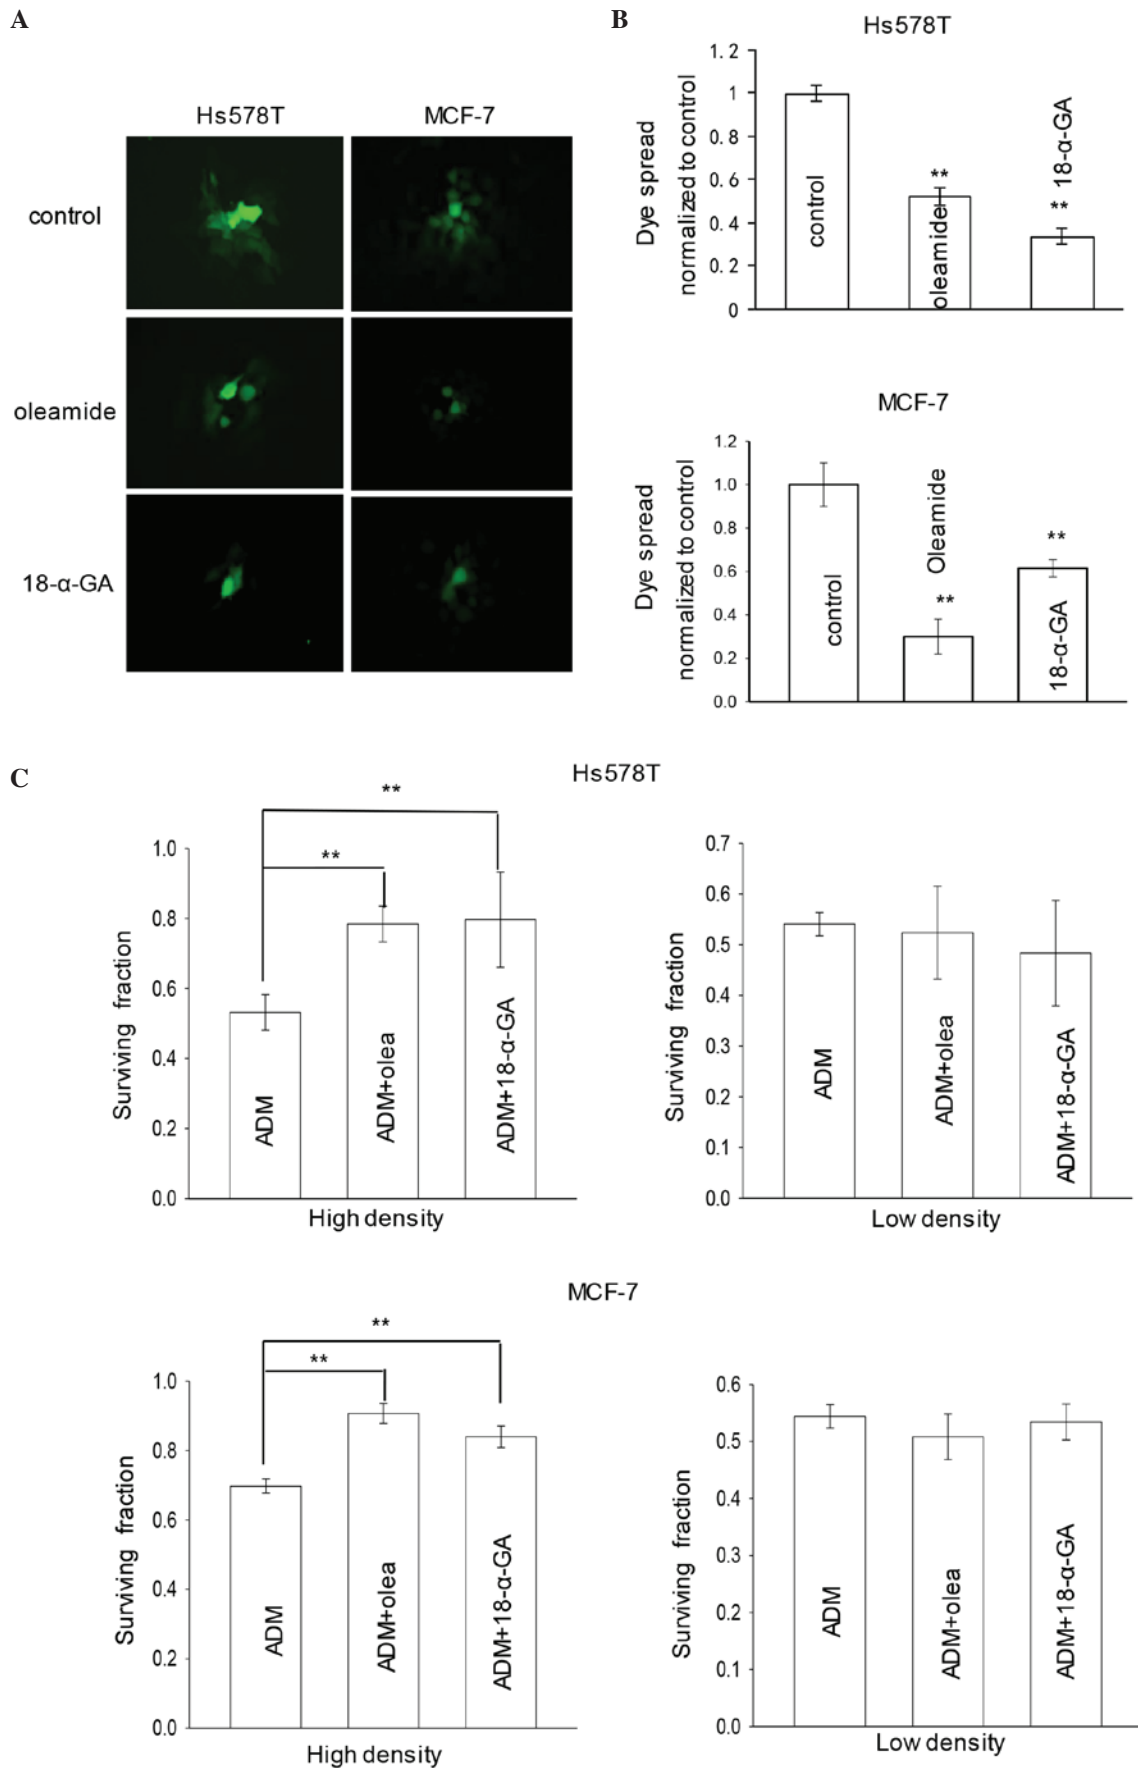 A
Hs578T
MCF-7
control
oleamide
18-α-GA
B
Hs578T
Dye spread
normalized to control
1.2
1
0.8
0.6
0.4
0.2
0
control
**
oleamide
18-α-GA
**
MCF-7
Dye spread
normalized to control
1.2
1.0
0.8
0.6
0.4
0.2
0.0
control
Oleamide
**
**
18-α-GA
C
Hs578T
**
**
Surviving fraction
1.0
0.8
0.6
0.4
0.2
0.0
ADM
ADM+olea
ADM+18-α-GA
High density
Surviving fraction
0.7
0.6
0.5
0.4
0.3
0.2
0.1
0.0
ADM
ADM+olea
ADM+18-α-GA
Low density
MCF-7
**
**
Surviving fraction
1.0
0.8
0.6
0.4
0.2
0.0
ADM
ADM+olea
ADM+18-α-GA
High density
Surviving fraction
0.6
0.5
0.4
0.3
0.2
0.1
0.0
ADM
ADM+olea
ADM+18-α-GA
Low density